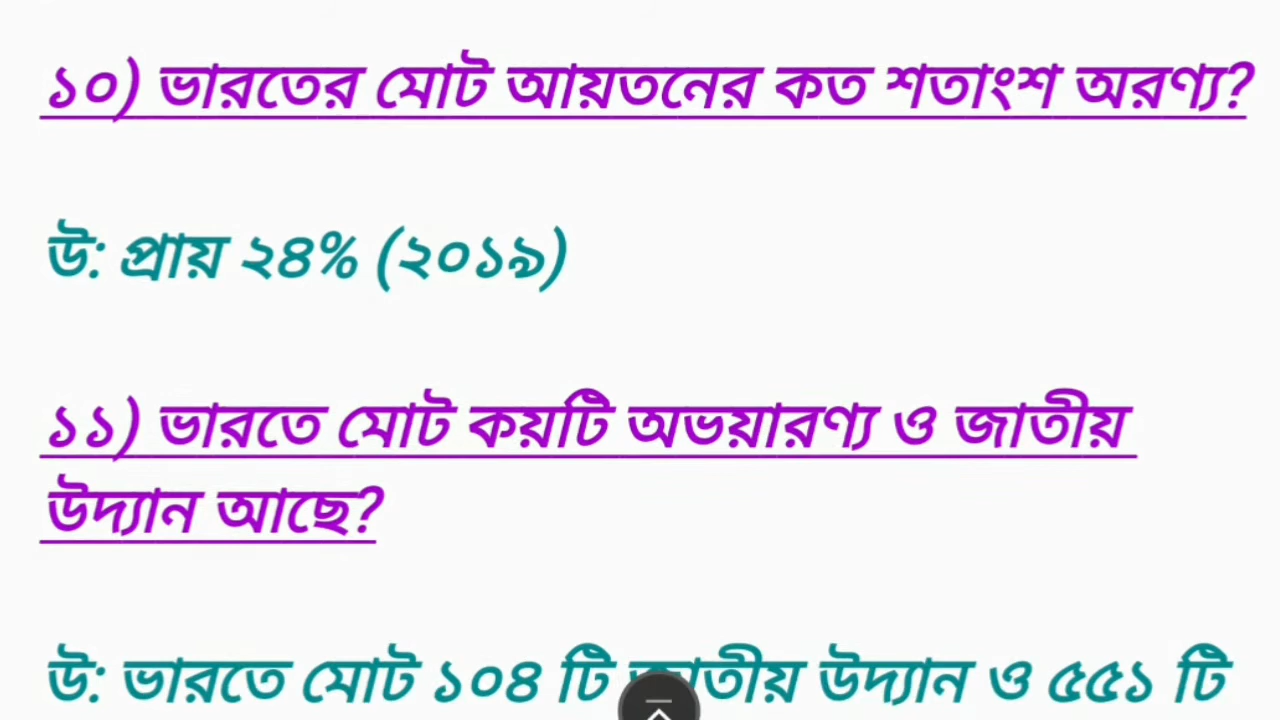 ১০) ভারতের মোট আয়তনের কত শতাংশ অরণ্য?
উ: প্রায় ২৪% (২০১৯)
১১) ভারতে মোট কয়টি অভয়ারণ্য ও জাতীয়
উদ্যান আছে?
উ: ভারতে মোট ১০৪ টি জাতীয় উদ্যান ও ৫৫১ টি